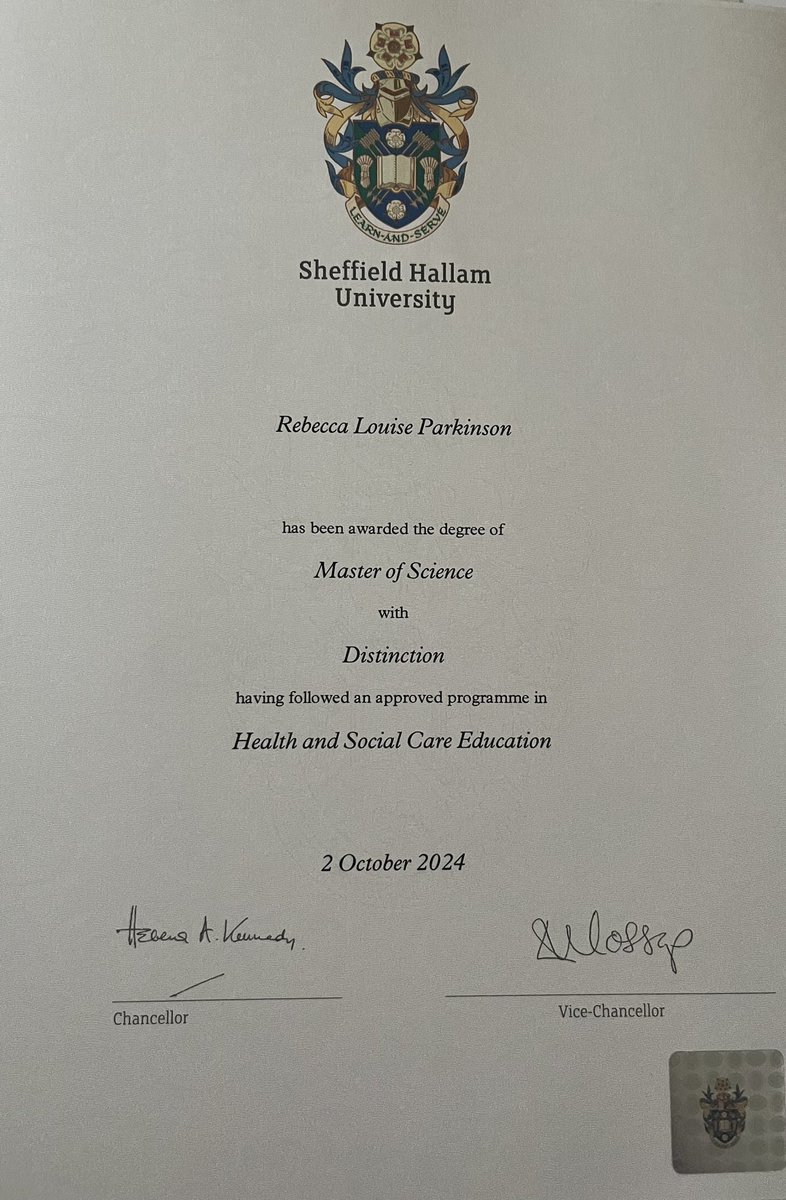 LEARN-AND-SERVE
Sheffield Hallam
University
Rebecca Louise Parkinson
has been awarded the degree of
Master of Science
with
Distinction
having followed an approved programme in
Health and Social Care Education
2 October 2024
Helena A. Kennedy.
Chancellor
Vice-Chancellor